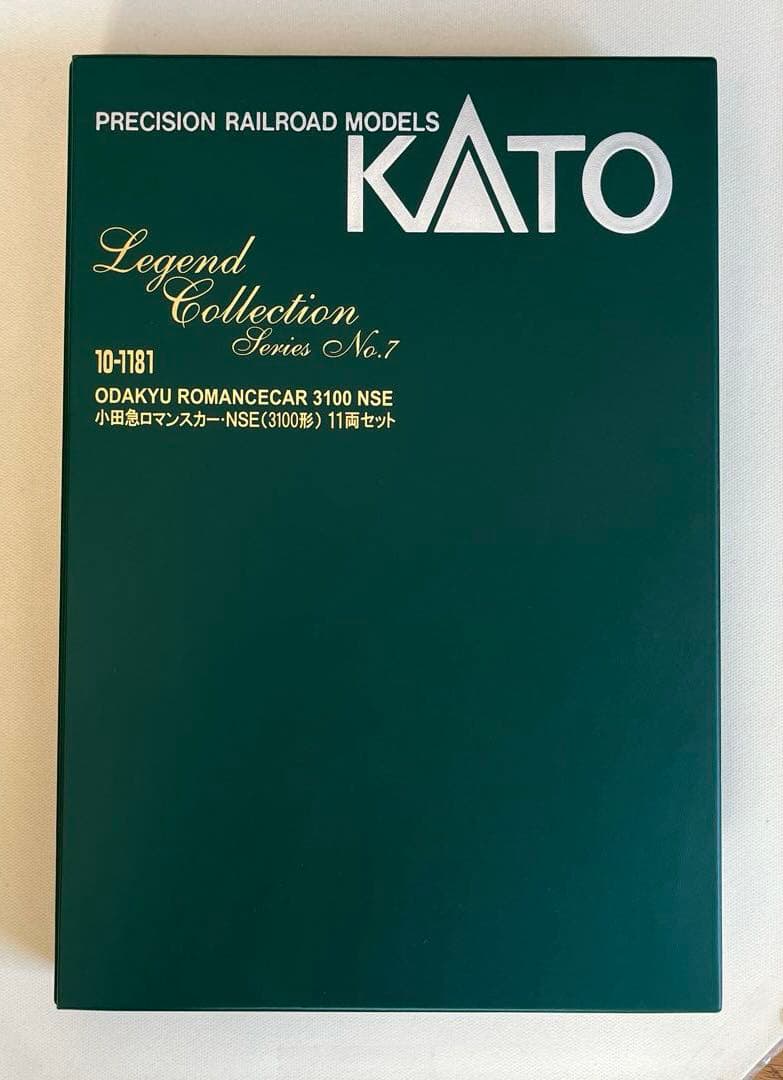 PRECISION RAILROAD MODELS
KATO
Legend
Collection
Series No.7
10-1181
ODAKYU ROMANCECAR 3100 NSE
小田急ロマンスカー・NSE(3100形) 11両セット